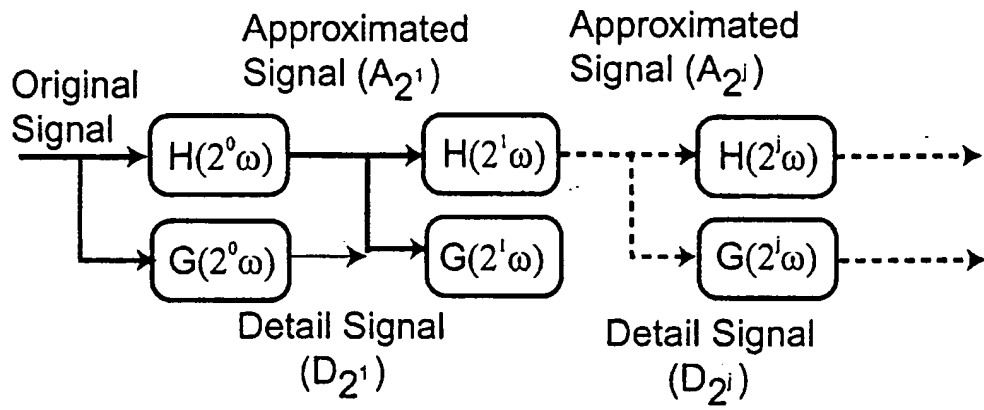 Approximated
Signal (A₂¹)
Approximated
Signal (A₂ʲ)
Original
Signal
H(2⁰ω)
H(2¹ω)
H(2ʲω)
G(2⁰ω)
G(2¹ω)
G(2ʲω)
Detail Signal
(D₂¹)
Detail Signal
(D₂ʲ)